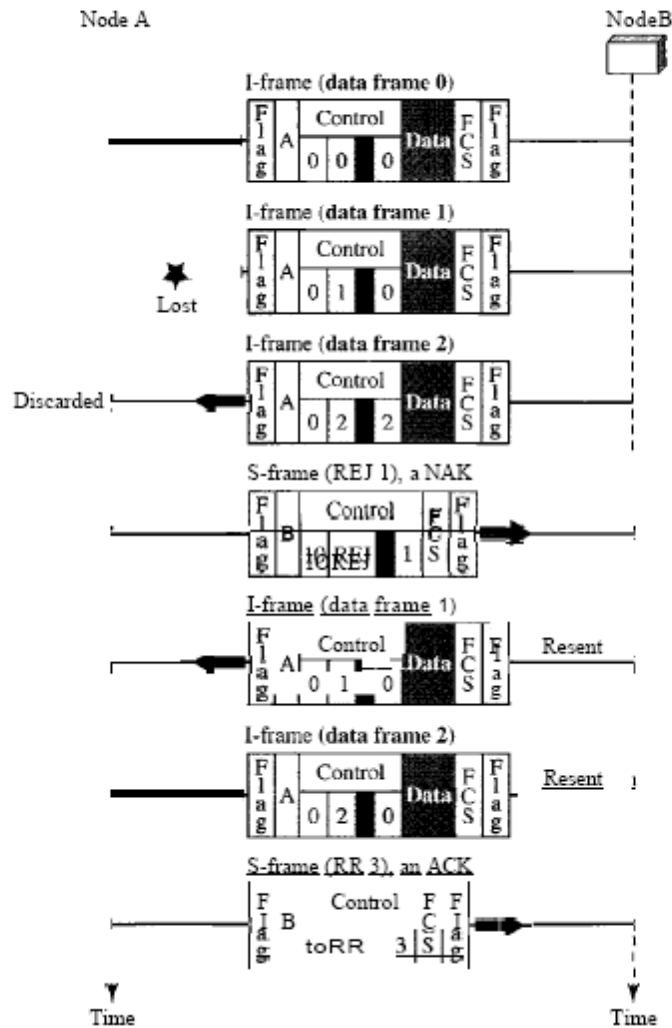 Node A NodeB
I-frame (data frame 0)
Flag A Control 0 0 0 Data FCS Flag
I-frame (data frame 1)
Flag A Control 0 1 0 Data FCS Flag
Lost
I-frame (data frame 2)
Discarded Flag A Control 0 2 2 Data FCS Flag
S-frame (REJ 1), a NAK
Flag B Control 1 FCS Flag
I-frame (data frame 1)
Flag A Control 0 1 0 Data FCS Flag Resent
I-frame (data frame 2)
Flag A Control 0 2 0 Data FCS Flag Resent
S-frame (RR 3), an ACK
Flag B Control toRR 3 FCS Flag
Time Time